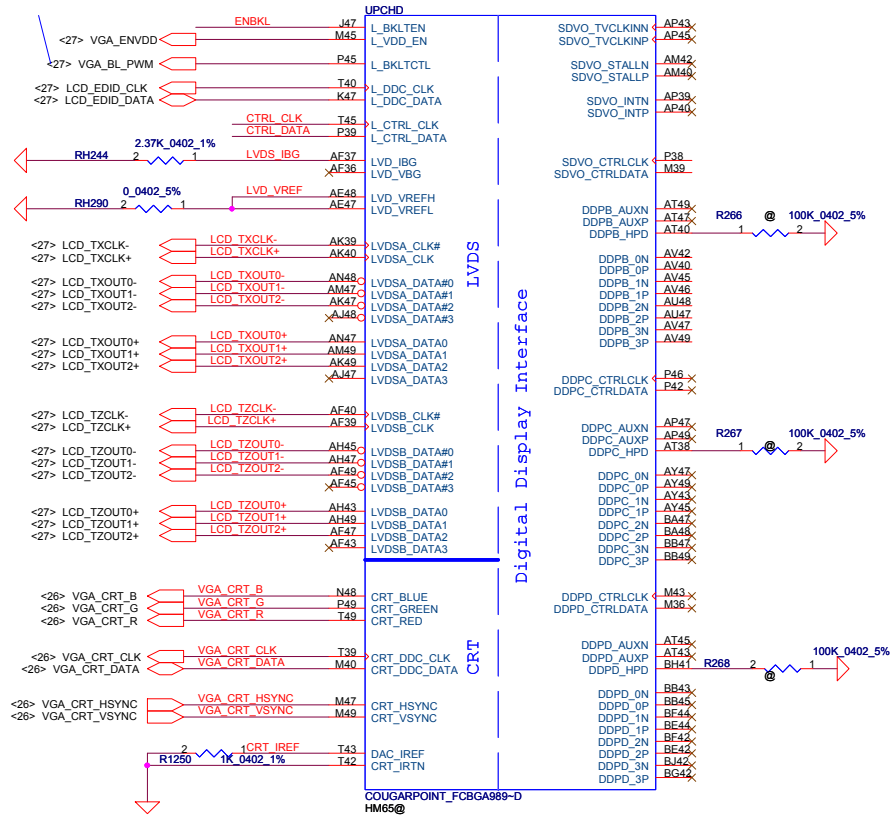 UPCHD
ENBKL J47 L_BKLTEN
<27> VGA_ENVDD M45 L_VDD_EN
<27> VGA_BL_PWM P45 L_BKLTCTL
<27> LCD_EDID_CLK T40 L_DDC_CLK
<27> LCD_EDID_DATA K47 L_DDC_DATA
CTRL_CLK T45 L_CTRL_CLK
CTRL_DATA P39 L_CTRL_DATA
2.37K_0402_1%
RH244 2 1 LVDS_IBG AF37 LVD_IBG
AF36 LVD_VBG
0_0402_5% LVD_VREF AE48 LVD_VREFH
RH290 2 1 AE47 LVD_VREFL
<27> LCD_TXCLK- LCD_TXCLK- AK39 LVDSA_CLK#
<27> LCD_TXCLK+ LCD_TXCLK+ AK40 LVDSA_CLK
<27> LCD_TXOUT0- LCD_TXOUT0- AN48 LVDSA_DATA#0
<27> LCD_TXOUT1- LCD_TXOUT1- AM47 LVDSA_DATA#1
<27> LCD_TXOUT2- LCD_TXOUT2- AK47 LVDSA_DATA#2
AJ48 LVDSA_DATA#3
<27> LCD_TXOUT0+ LCD_TXOUT0+ AN47 LVDSA_DATA0
<27> LCD_TXOUT1+ LCD_TXOUT1+ AM49 LVDSA_DATA1
<27> LCD_TXOUT2+ LCD_TXOUT2+ AK49 LVDSA_DATA2
AJ47 LVDSA_DATA3
<27> LCD_TZCLK- LCD_TZCLK- AF40 LVDSB_CLK#
<27> LCD_TZCLK+ LCD_TZCLK+ AF39 LVDSB_CLK
<27> LCD_TZOUT0- LCD_TZOUT0- AH45 LVDSB_DATA#0
<27> LCD_TZOUT1- LCD_TZOUT1- AH47 LVDSB_DATA#1
<27> LCD_TZOUT2- LCD_TZOUT2- AF49 LVDSB_DATA#2
AF45 LVDSB_DATA#3
<27> LCD_TZOUT0+ LCD_TZOUT0+ AH43 LVDSB_DATA0
<27> LCD_TZOUT1+ LCD_TZOUT1+ AH49 LVDSB_DATA1
<27> LCD_TZOUT2+ LCD_TZOUT2+ AF47 LVDSB_DATA2
AF43 LVDSB_DATA3
<26> VGA_CRT_B VGA_CRT_B N48 CRT_BLUE
<26> VGA_CRT_G VGA_CRT_G P49 CRT_GREEN
<26> VGA_CRT_R VGA_CRT_R T49 CRT_RED
<26> VGA_CRT_CLK VGA_CRT_CLK T39 CRT_DDC_CLK
<26> VGA_CRT_DATA VGA_CRT_DATA M40 CRT_DDC_DATA
<26> VGA_CRT_HSYNC VGA_CRT_HSYNC M47 CRT_HSYNC
<26> VGA_CRT_VSYNC VGA_CRT_VSYNC M49 CRT_VSYNC
2 1 CRT_IREF T43 DAC_IREF
R1250 1K_0402_1% T42 CRT_IRTN
LVDS
CRT
Digital Display Interface
SDVO_TVCLKINN AP43
SDVO_TVCLKINP AP45
SDVO_STALLN AM42
SDVO_STALLP AM40
SDVO_INTN AP39
SDVO_INTP AP40
SDVO_CTRLCLK P38
SDVO_CTRLDATA M39
DDPB_AUXN AT49
DDPB_AUXP AT47
DDPB_HPD AT40 R266 1 @ 2 100K_0402_5%
DDPB_0N AV42
DDPB_0P AV40
DDPB_1N AV45
DDPB_1P AV46
DDPB_2N AU48
DDPB_2P AU47
DDPB_3N AV47
DDPB_3P AV49
DDPC_CTRLCLK P46
DDPC_CTRLDATA P42
DDPC_AUXN AP47
DDPC_AUXP AP49
DDPC_HPD AT38 R267 1 @ 2 100K_0402_5%
DDPC_0N AY47
DDPC_0P AY49
DDPC_1N AY43
DDPC_1P AY45
DDPC_2N BA47
DDPC_2P BA48
DDPC_3N BB47
DDPC_3P BB49
DDPD_CTRLCLK M43
DDPD_CTRLDATA M36
DDPD_AUXN AT45
DDPD_AUXP AT43
DDPD_HPD BH41 R268 2 @ 1 100K_0402_5%
DDPD_0N BB43
DDPD_0P BB45
DDPD_1N BF44
DDPD_1P BE44
DDPD_2N BF42
DDPD_2P BE42
DDPD_3N BJ42
DDPD_3P BG42
COUGARPOINT_FCBGA989~D
HM65@